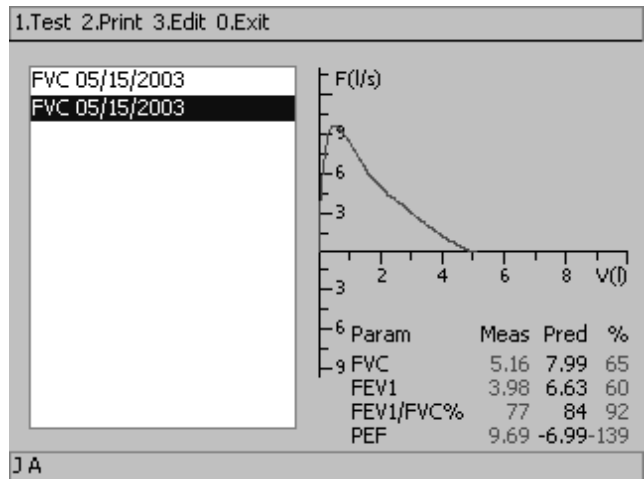 1.Test 2.Print 3.Edit 0.Exit
FVC 05/15/2003
FVC 05/15/2003
F(l/s)
9
6
3
2 4 6 8 V(l)
3
6
9
Param Meas Pred %
FVC 5.16 7.99 65
FEV1 3.98 6.63 60
FEV1/FVC% 77 84 92
PEF 9.69 -6.99 -139
J A